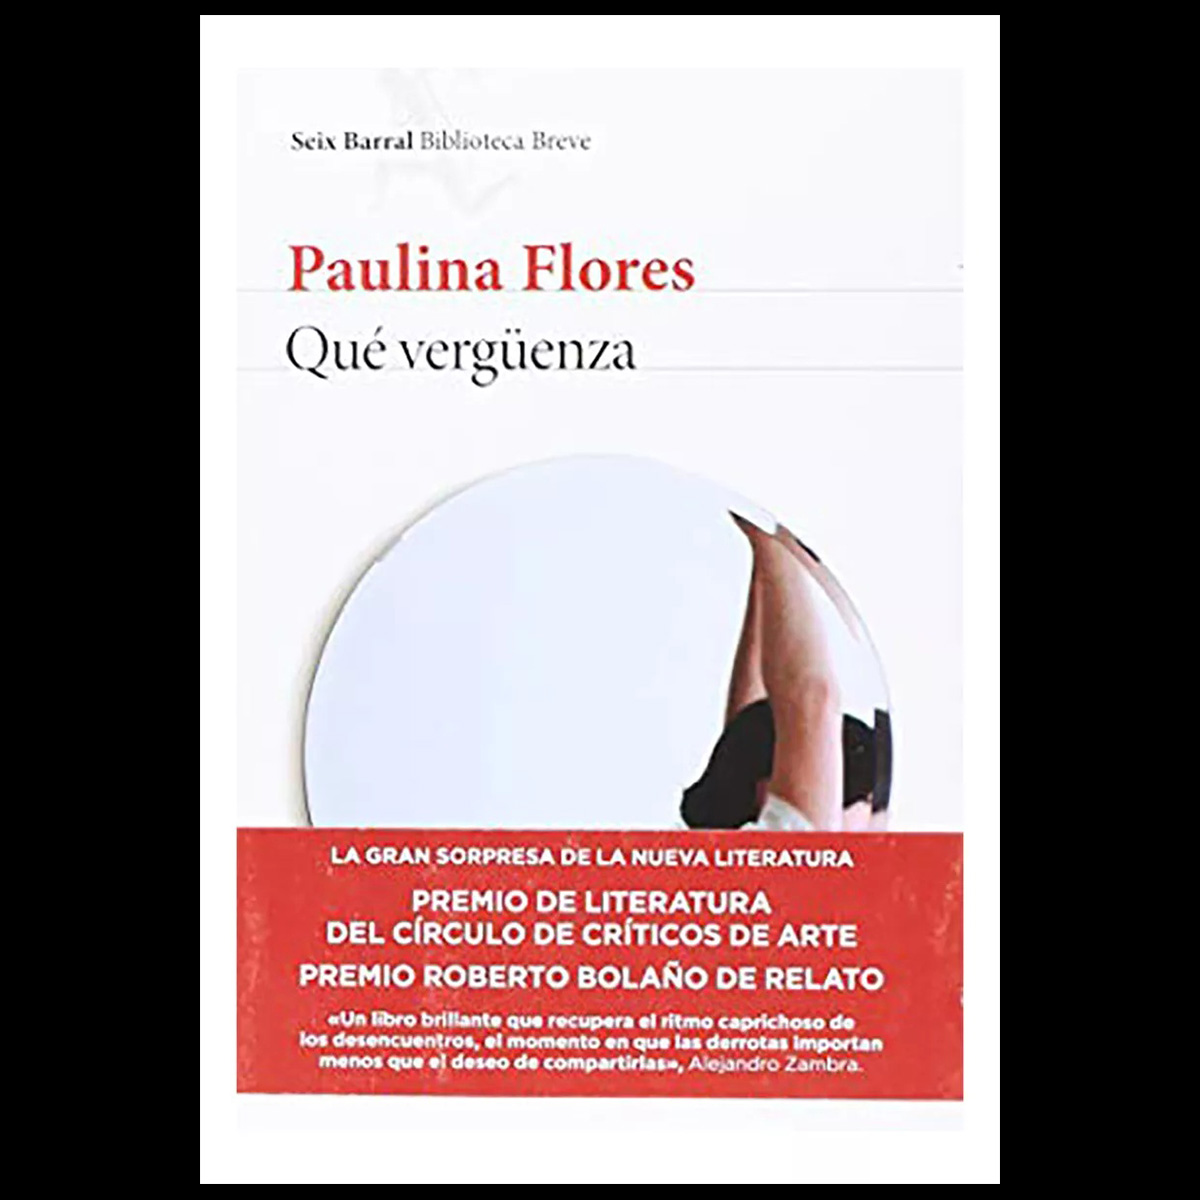 Seix Barral Biblioteca Breve
Paulina Flores
Qué vergüenza
LA GRAN SORPRESA DE LA NUEVA LITERATURA
PREMIO DE LITERATURA
DEL CÍRCULO DE CRÍTICOS DE ARTE
PREMIO ROBERTO BOLAÑO DE RELATO
«Un libro brillante que recupera el ritmo caprichoso de
los desencuentros, el momento en que las derrotas importan
menos que el deseo de compartirlas», Alejandro Zambra.